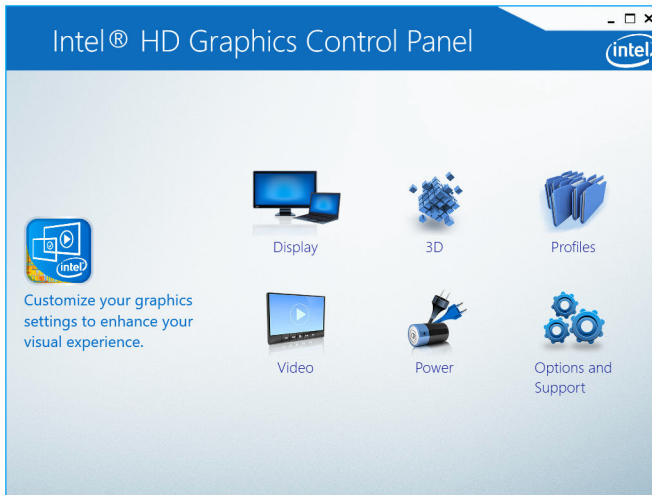 Intel® HD Graphics Control Panel
intel
Display
3D
Profiles
intel
Customize your graphics
settings to enhance your
visual experience.
Video
Power
Options and
Support